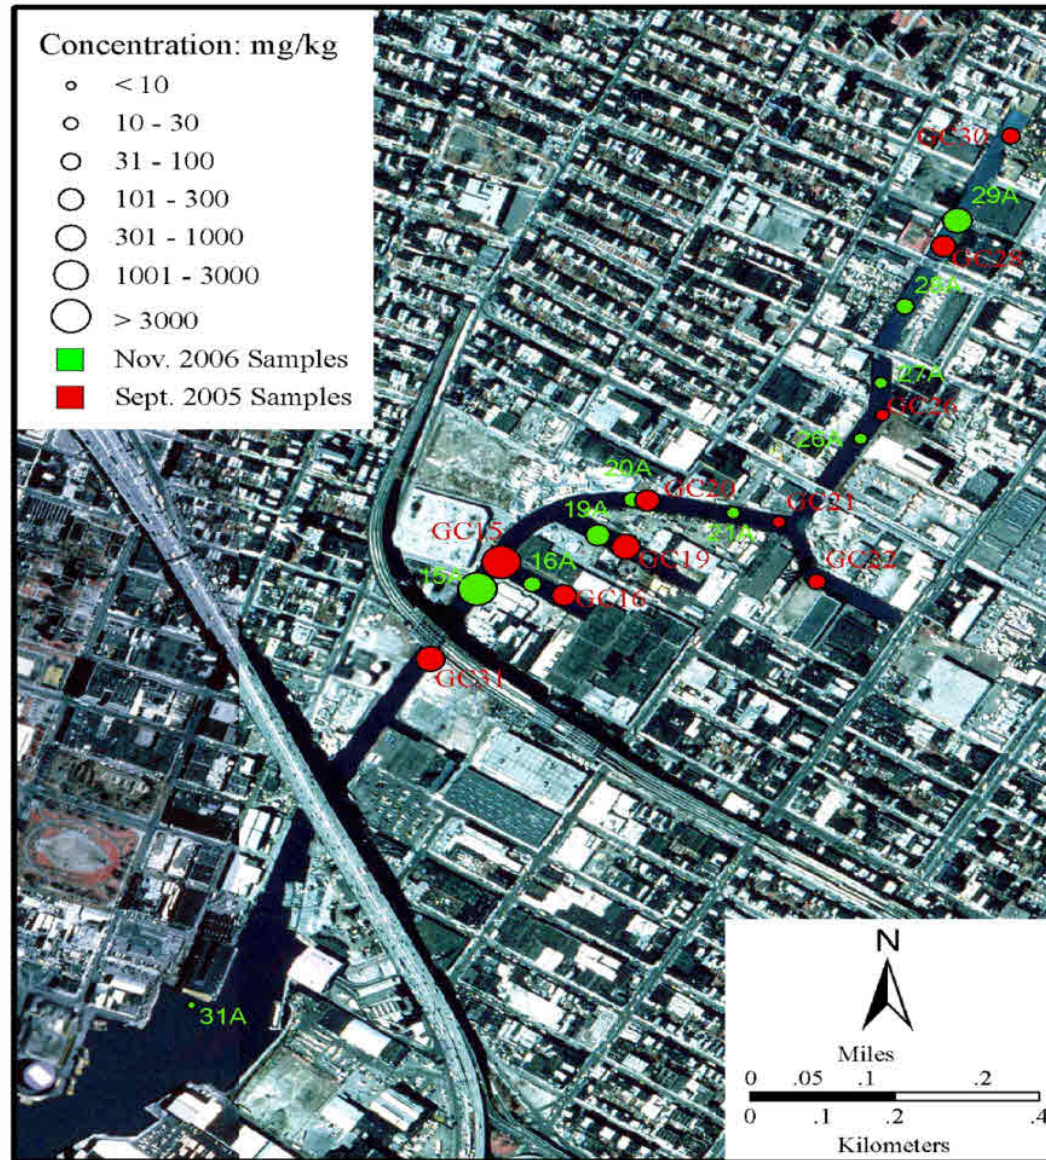 Concentration: mg/kg
< 10
10 - 30
31 - 100
101 - 300
301 - 1000
1001 - 3000
> 3000
Nov. 2006 Samples
Sept. 2005 Samples
GC30
29A
GC28
28A
27A
GC26
26A
20A
GC20
19A
21A
GC21
GC15
GC19
15A
16A
GC16
GC22
GC31
31A
N
Miles
0 .05 .1 .2
0 .1 .2 .4
Kilometers